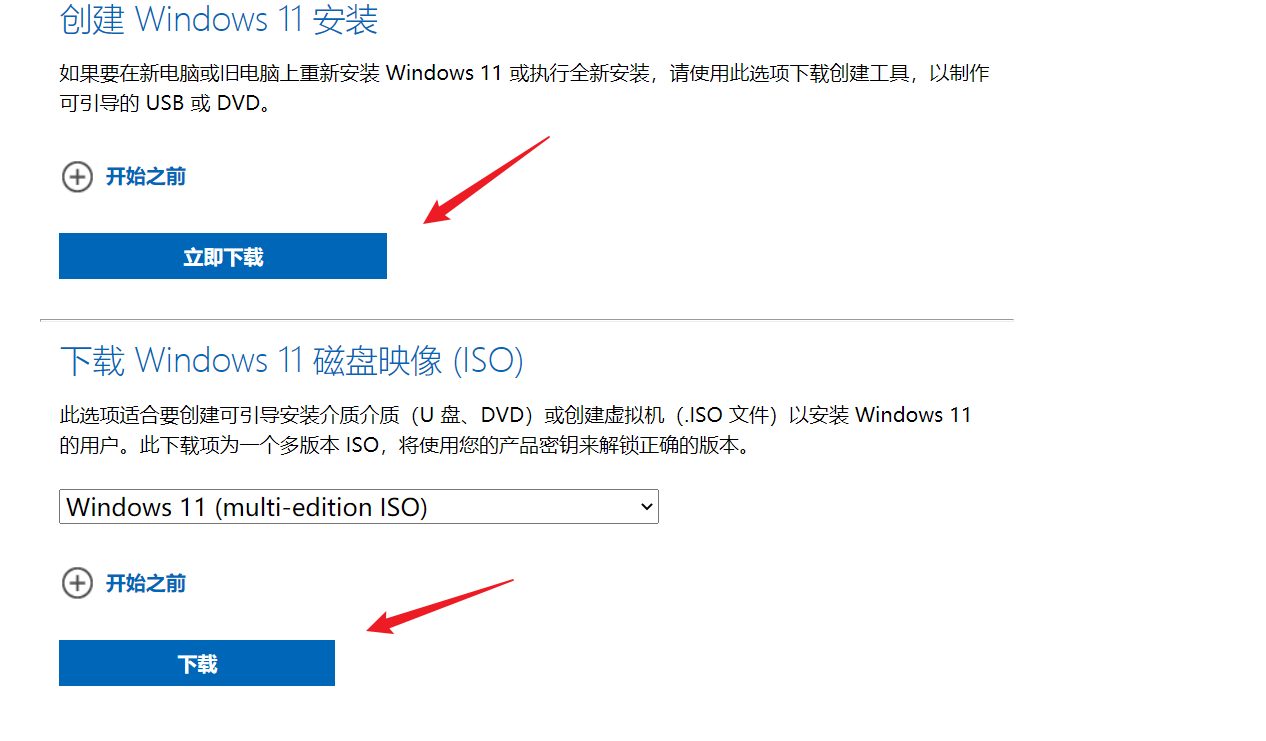 创建 Windows 11 安装
如果要在新电脑或旧电脑上重新安装 Windows 11 或执行全新安装，请使用此选项下载创建工具，以制作
可引导的 USB 或 DVD。
开始之前
立即下载
下载 Windows 11 磁盘映像 (ISO)
此选项适合要创建可引导安装介质介质（U 盘、DVD）或创建虚拟机（.ISO 文件）以安装 Windows 11
的用户。此下载项为一个多版本 ISO，将使用您的产品密钥来解锁正确的版本。
Windows 11 (multi-edition ISO)
开始之前
下载